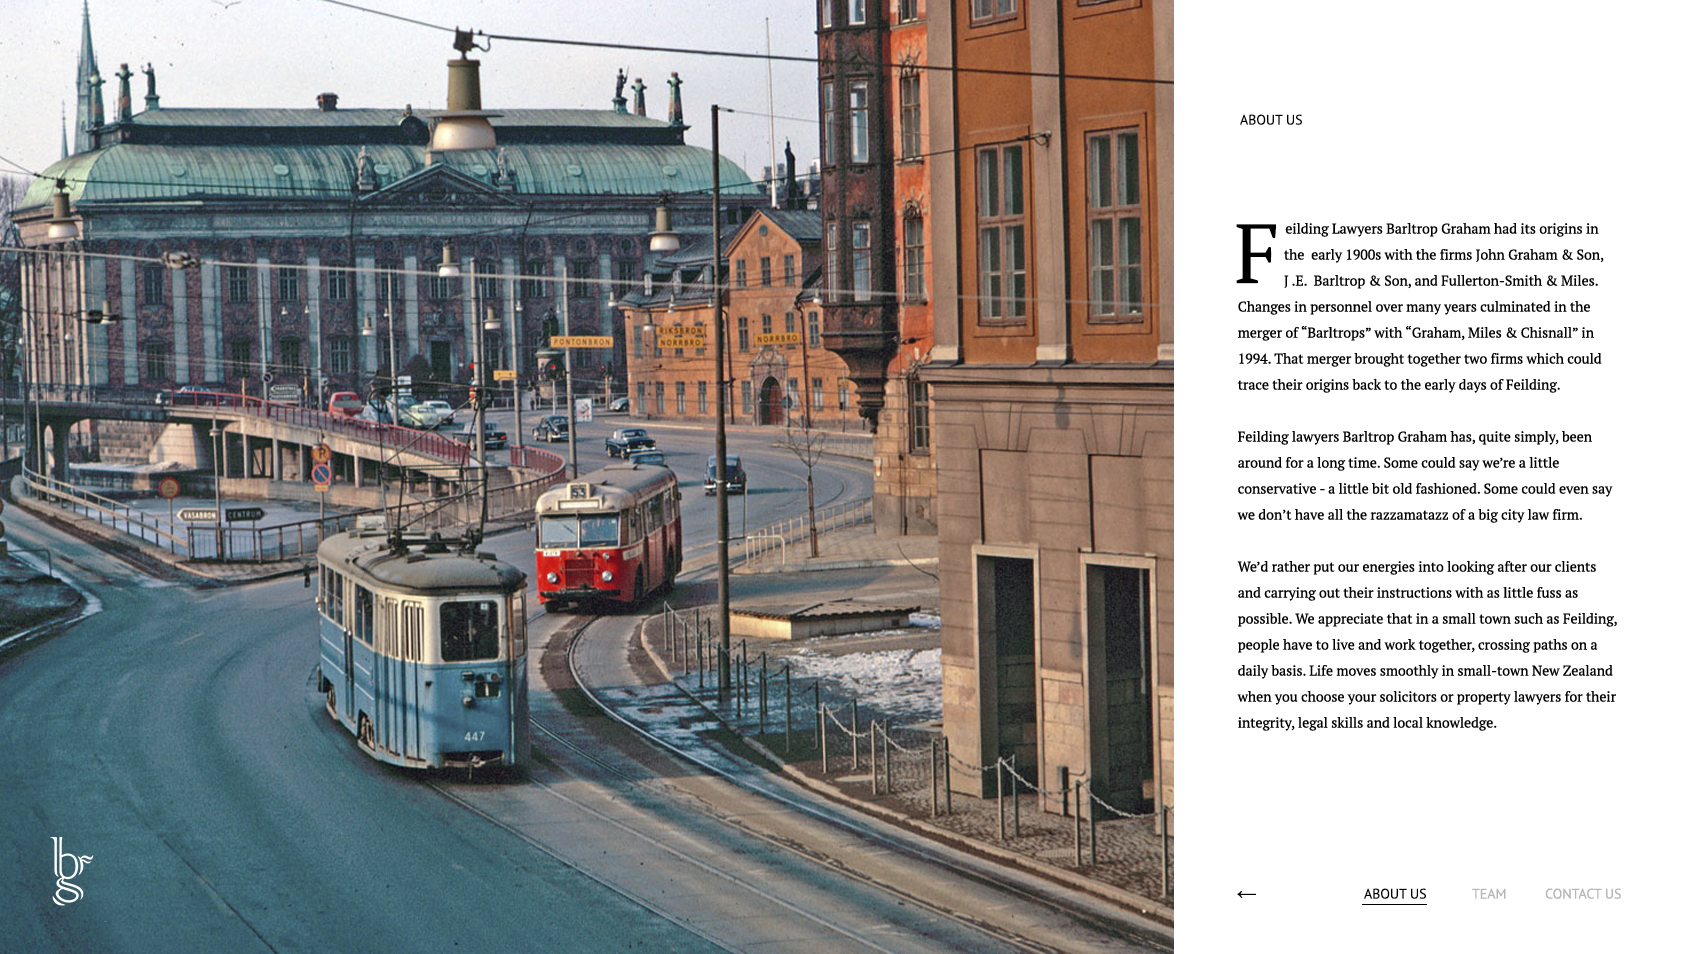 PONTONBRON
RIKSBRON
NORRBRO
NORRBRO
VASABRON
CENTRUM
53
447
bg
ABOUT US
Feilding Lawyers Barltrop Graham had its origins in
the early 1900s with the firms John Graham & Son,
J .E. Barltrop & Son, and Fullerton-Smith & Miles.
Changes in personnel over many years culminated in the
merger of “Barltrops” with “Graham, Miles & Chisnall” in
1994. That merger brought together two firms which could
trace their origins back to the early days of Feilding.
Feilding lawyers Barltrop Graham has, quite simply, been
around for a long time. Some could say we’re a little
conservative - a little bit old fashioned. Some could even say
we don’t have all the razzamatazz of a big city law firm.
We’d rather put our energies into looking after our clients
and carrying out their instructions with as little fuss as
possible. We appreciate that in a small town such as Feilding,
people have to live and work together, crossing paths on a
daily basis. Life moves smoothly in small-town New Zealand
when you choose your solicitors or property lawyers for their
integrity, legal skills and local knowledge.
← ABOUT US TEAM CONTACT US